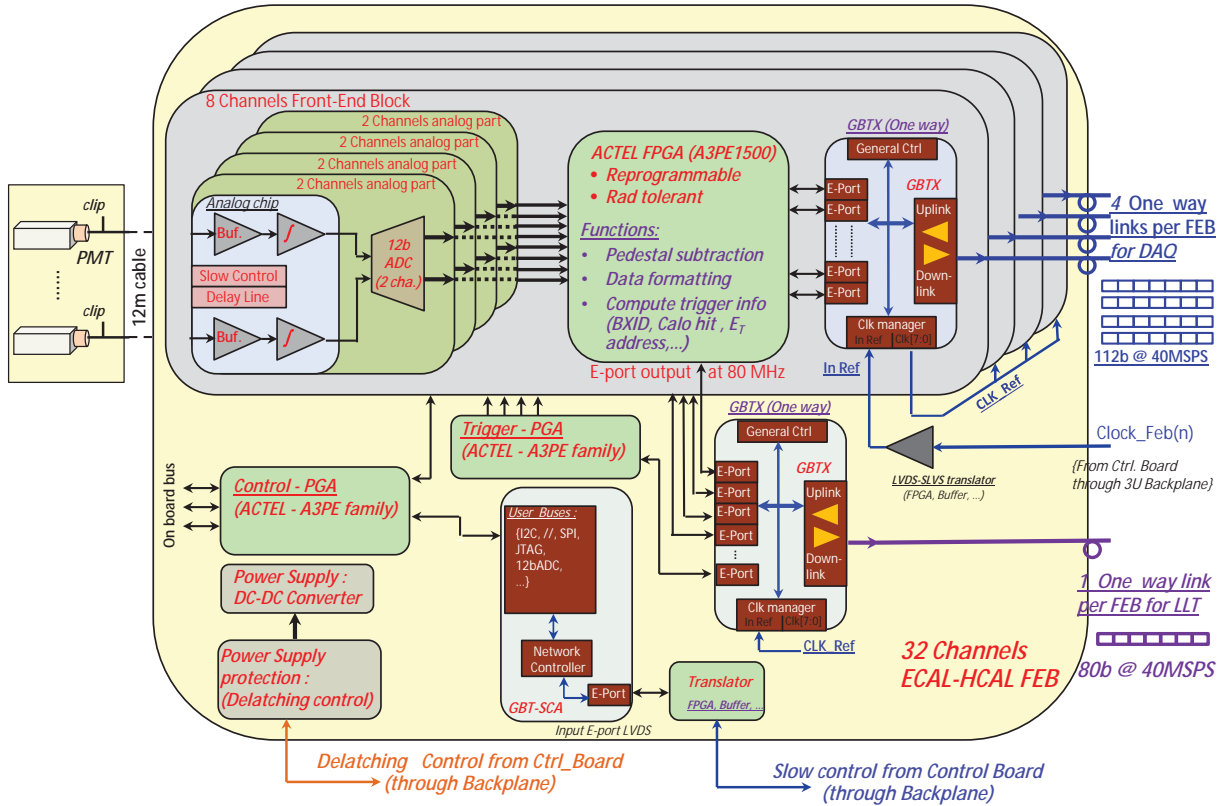 8 Channels Front-End Block
2 Channels analog part
2 Channels analog part
2 Channels analog part
2 Channels analog part
Analog chip
Buf.
∫
Slow Control
Delay Line
Buf.
∫
12b
ADC
(2 cha.)
clip
PMT
clip
12m cable
ACTEL FPGA (A3PE1500)
• Reprogrammable
• Rad tolerant
Functions:
• Pedestal subtraction
• Data formatting
• Compute trigger info
(BXID, Calo hit , ET
address,...)
E-port output at 80 MHz
GBTX (One way)
General Ctrl
GBTX
E-Port
E-Port
E-Port
E-Port
Uplink
Down-
link
Clk manager
In Ref
Clk[7:0]
In Ref
CLK_Ref
4 One way
links per FEB
for DAQ
112b @ 40MSPS
Clock_Feb(n)
{From Ctrl. Board
through 3U Backplane}
LVDS-SLVS translator
(FPGA, Buffer, ...)
Trigger - PGA
(ACTEL - A3PE family)
Control - PGA
(ACTEL - A3PE family)
On board bus
GBTX (One way)
General Ctrl
GBTX
E-Port
E-Port
E-Port
E-Port
...
E-Port
Uplink
Down-
link
Clk manager
In Ref
Clk[7:0]
CLK_Ref
User Buses :
{I2C, //, SPI,
JTAG,
12bADC,
...}
Network
Controller
E-Port
GBT-SCA
Input E-port LVDS
Translator
FPGA, Buffer, ...
Power Supply :
DC-DC Converter
Power Supply
protection :
(Delatching control)
1 One way link
per FEB for LLT
80b @ 40MSPS
32 Channels
ECAL-HCAL FEB
Delatching Control from Ctrl_Board
(through Backplane)
Slow control from Control Board
(through Backplane)